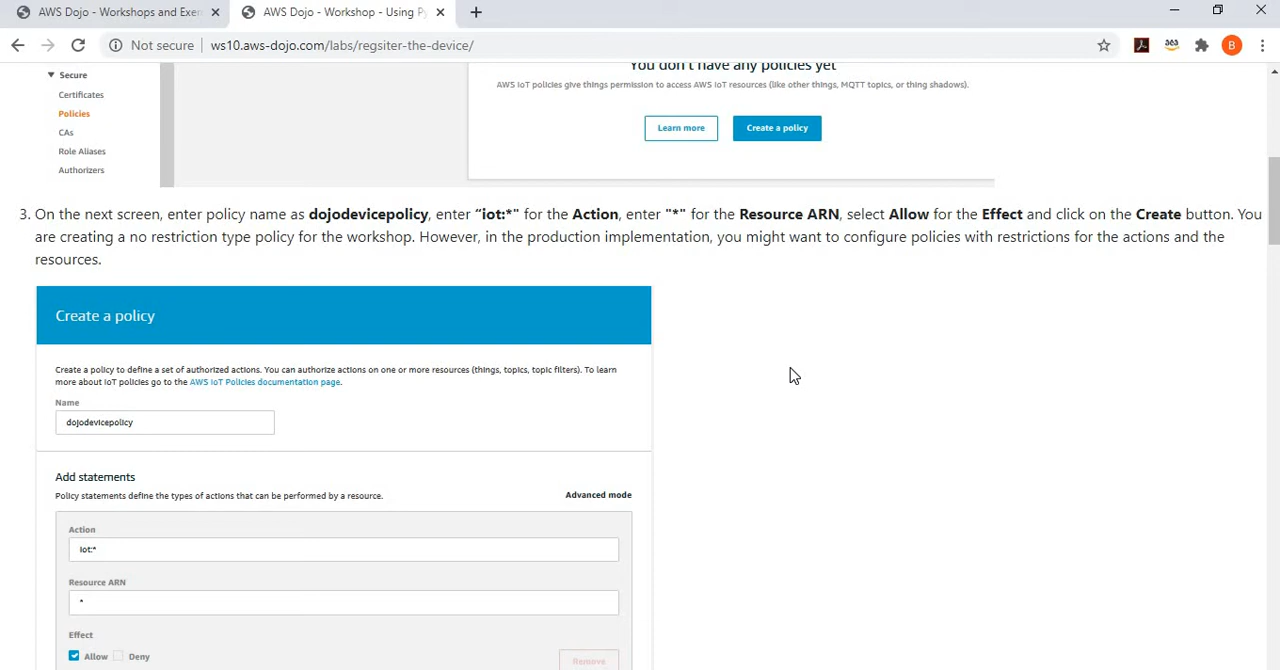 AWS Dojo - Workshops and Exer
AWS Dojo - Workshop - Using Py
Not secure
ws10.aws-dojo.com/labs/regsiter-the-device/
aws
B
Secure
Certificates
Policies
CAs
Role Aliases
Authorizers
You don't have any policies yet
AWS IoT policies give things permission to access AWS IoT resources (like other things, MQTT topics, or thing shadows).
Learn more
Create a policy
3. On the next screen, enter policy name as dojodevicepolicy, enter “iot:*" for the Action, enter "*" for the Resource ARN, select Allow for the Effect and click on the Create button. You
are creating a no restriction type policy for the workshop. However, in the production implementation, you might want to configure policies with restrictions for the actions and the
resources.
Create a policy
Create a policy to define a set of authorized actions. You can authorize actions on one or more resources (things, topics, topic filters). To learn
more about IoT policies go to the AWS IoT Policies documentation page.
Name
dojodevicepolicy
Add statements
Policy statements define the types of actions that can be performed by a resource.
Advanced mode
Action
iot:*
Resource ARN
*
Effect
Allow
Deny
Remove